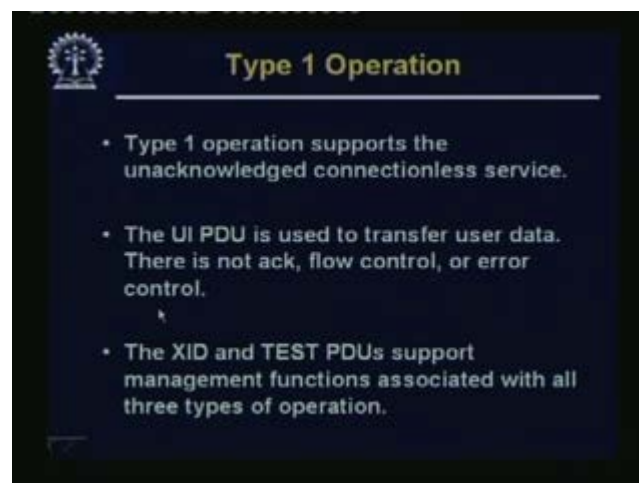 Type 1 Operation
• Type 1 operation supports the
unacknowledged connectionless service.
• The UI PDU is used to transfer user data.
There is not ack, flow control, or error
control.
• The XID and TEST PDUs support
management functions associated with all
three types of operation.